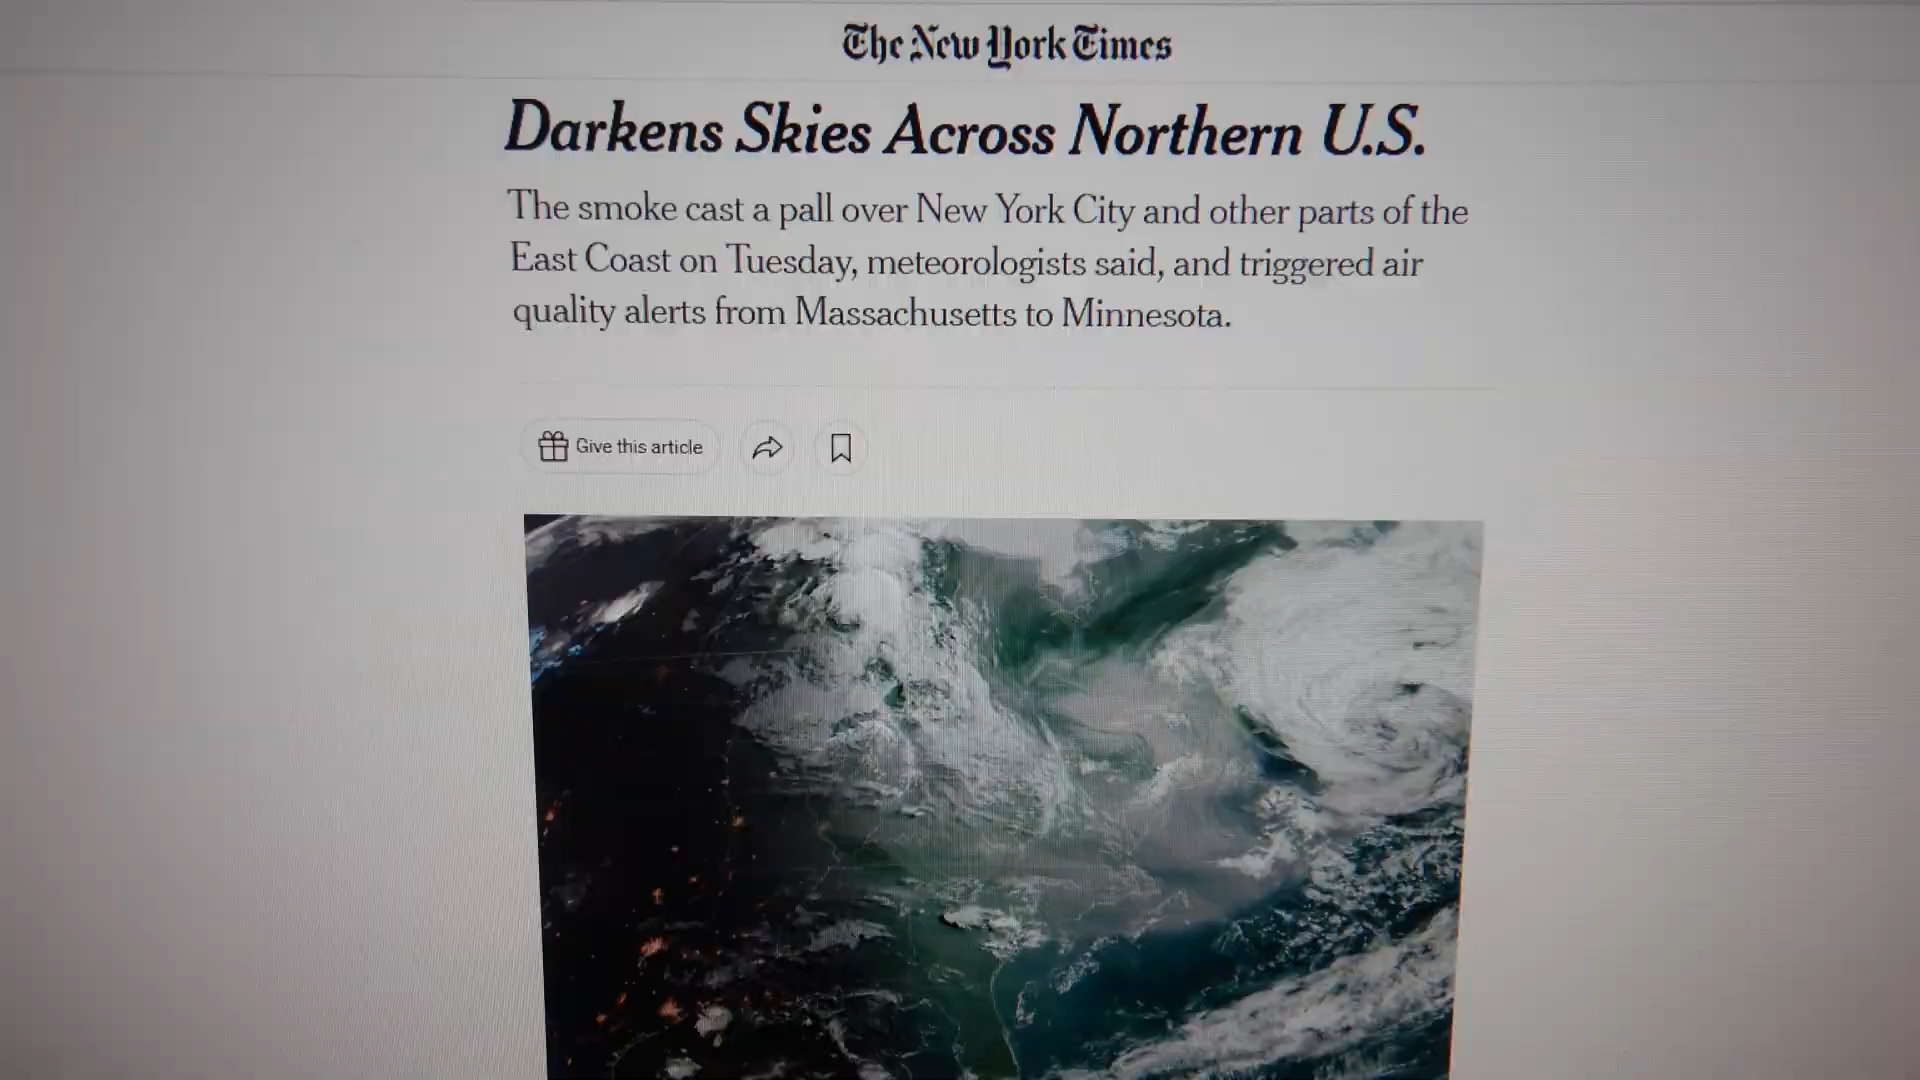 The New York Times
Darkens Skies Across Northern U.S.
The smoke cast a pall over New York City and other parts of the
East Coast on Tuesday, meteorologists said, and triggered air
quality alerts from Massachusetts to Minnesota.
Give this article